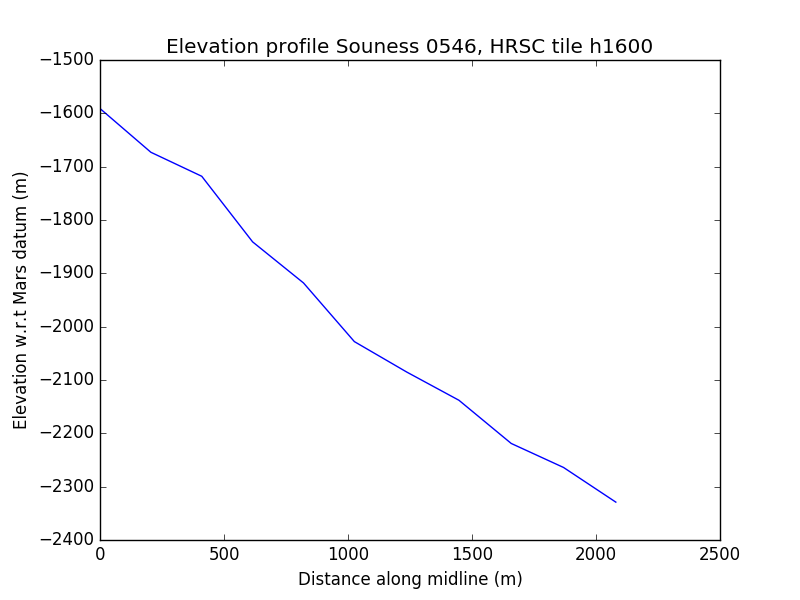 Elevation profile Souness 0546, HRSC tile h1600
−1500
−1600
−1700
−1800
−1900
−2000
−2100
−2200
−2300
−2400
Elevation w.r.t Mars datum (m)
0 500 1000 1500 2000 2500
Distance along midline (m)